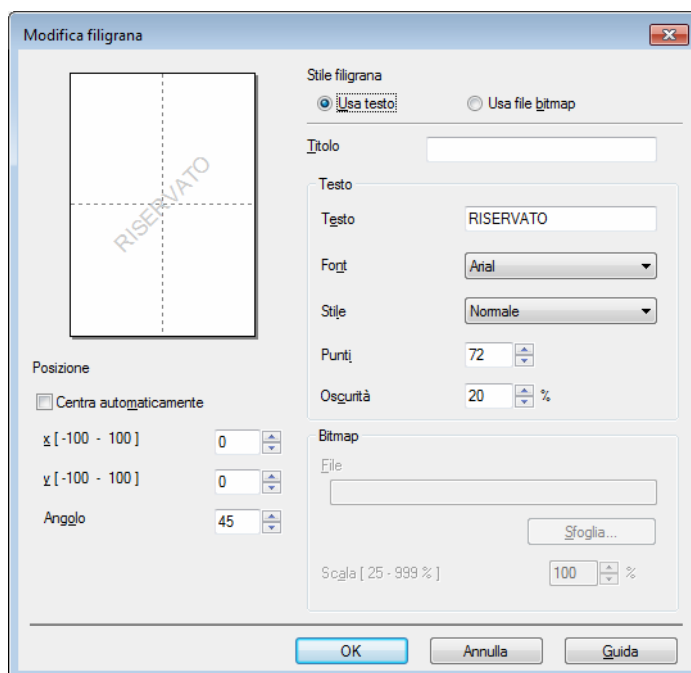 Modifica filigrana
RISERVATO
Posizione
Centra automaticamente
x [ -100 - 100 ] 0
y [ -100 - 100 ] 0
Angolo 45
Stile filigrana
Usa testo Usa file bitmap
Titolo
Testo
Testo RISERVATO
Font Arial
Stile Normale
Punti 72
Oscurità 20 %
Bitmap
File
Sfoglia...
Scala [ 25 - 999 % ] 100 %
OK Annulla Guida